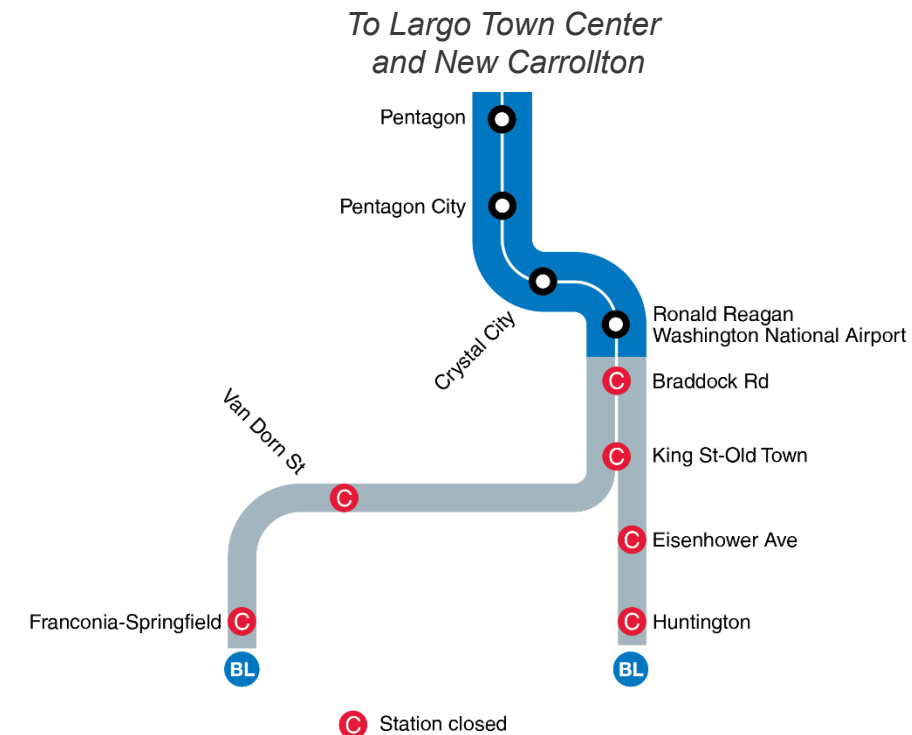 To Largo Town Center
and New Carrollton
Pentagon
Pentagon City
Crystal City
Ronald Reagan
Washington National Airport
C
Braddock Rd
Van Dorn St
C
King St-Old Town
C
C
Eisenhower Ave
Franconia-Springfield
C
C
Huntington
BL
BL
C
Station closed